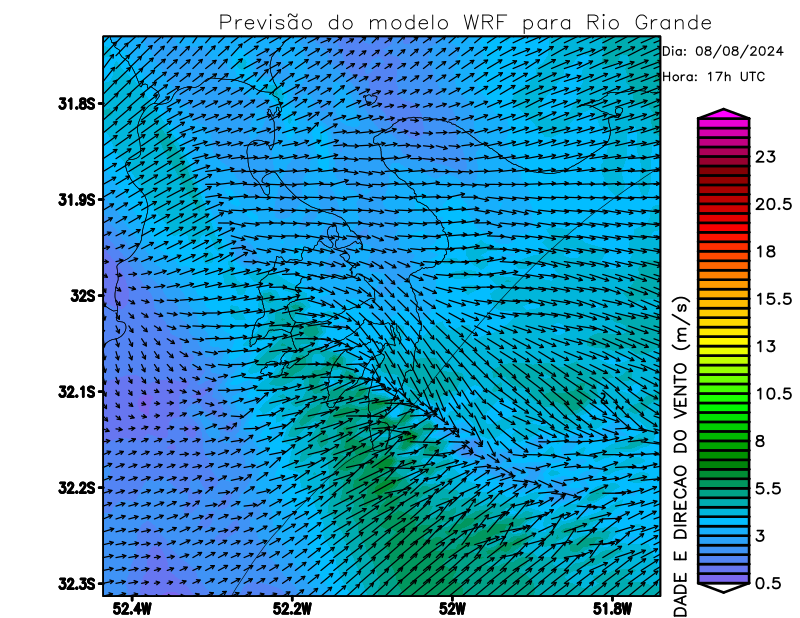 Previsão do modelo WRF para Rio Grande
Dia: 08/08/2024
Hora: 17h UTC
31.8S
31.9S
32S
32.1S
32.2S
32.3S
52.4W
52.2W
52W
51.8W
23
20.5
18
15.5
13
10.5
8
5.5
3
0.5
DADE E DIRECAO DO VENTO (m/s)